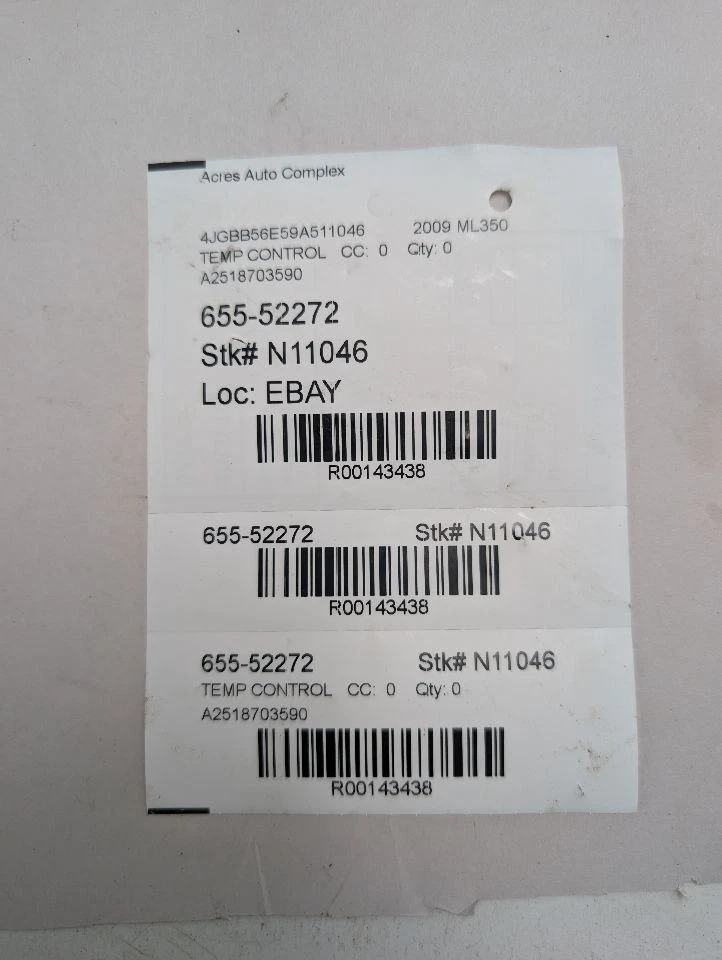 Acres Auto Complex
4JGBB56E59A511046 2009 ML350
TEMP CONTROL CC: 0 Qty: 0
A2518703590
655-52272
Stk# N11046
Loc: EBAY
R00143438
655-52272 Stk# N11046
R00143438
655-52272 Stk# N11046
TEMP CONTROL CC: 0 Qty: 0
A2518703590
R00143438